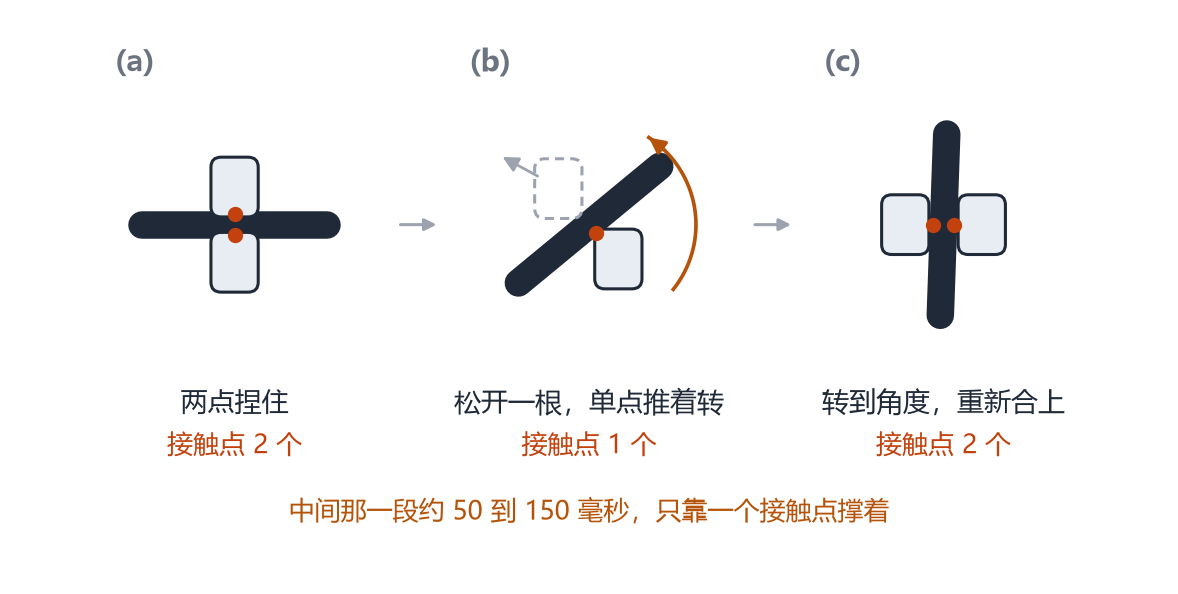 (a)
(b)
(c)
两点捏住
松开一根，单点推着转
转到角度，重新合上
接触点 2 个
接触点 1 个
接触点 2 个
中间那一段约 50 到 150 毫秒，只靠一个接触点撑着